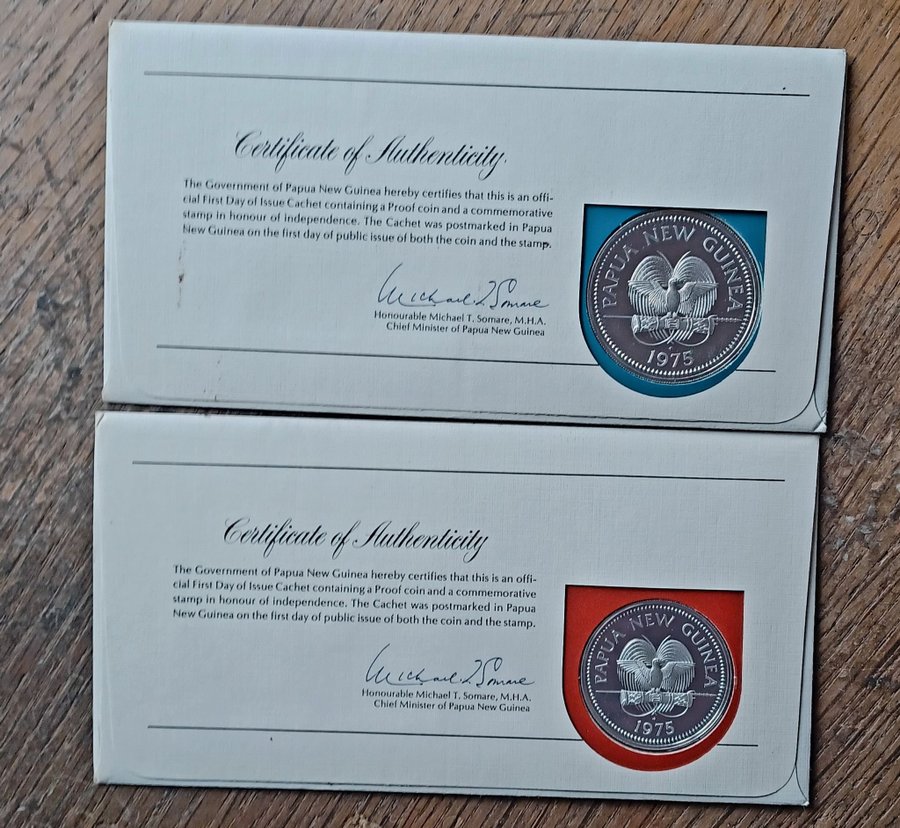 Certificate of Authenticity
The Government of Papua New Guinea hereby certifies that this is an offi-
cial First Day of Issue Cachet containing a Proof coin and a commemorative
stamp in honour of independence. The Cachet was postmarked in Papua
New Guinea on the first day of public issue of both the coin and the stamp.
Michael T Somare
Honourable Michael T. Somare, M.H.A.
Chief Minister of Papua New Guinea
PAPUA NEW GUINEA
1975
Certificate of Authenticity
The Government of Papua New Guinea hereby certifies that this is an offi-
cial First Day of Issue Cachet containing a Proof coin and a commemorative
stamp in honour of independence. The Cachet was postmarked in Papua
New Guinea on the first day of public issue of both the coin and the stamp.
Michael T Somare
Honourable Michael T. Somare, M.H.A.
Chief Minister of Papua New Guinea
PAPUA NEW GUINEA
1975